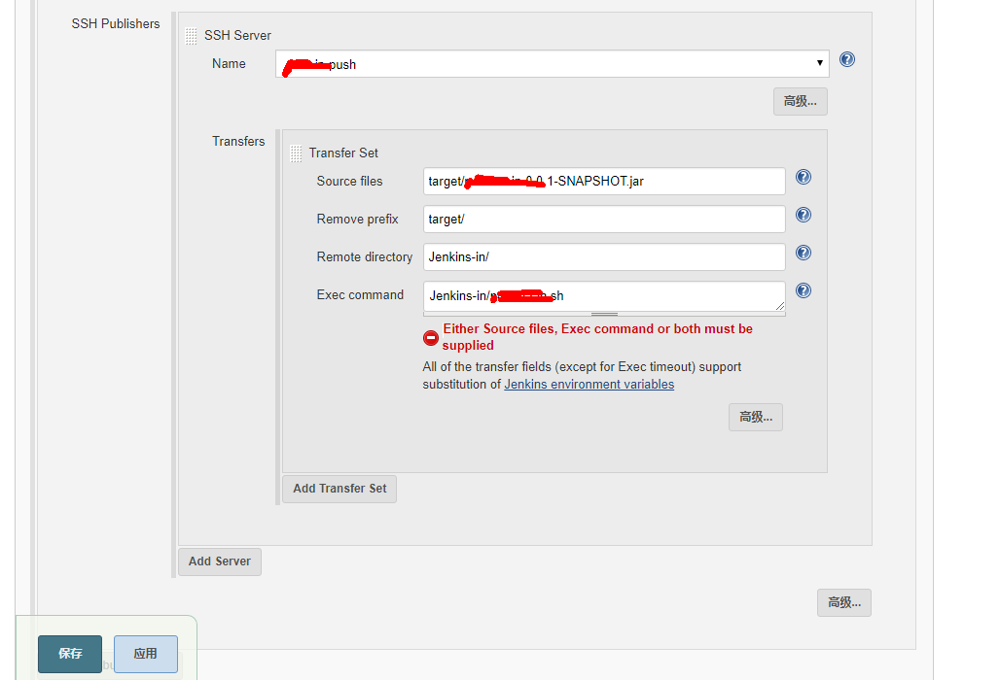 SSH Publishers
SSH Server
Name
push
高级...
Transfers
Transfer Set
Source files
target/ 1-SNAPSHOT.jar
Remove prefix
target/
Remote directory
Jenkins-in/
Exec command
Jenkins-in/ sh
Either Source files, Exec command or both must be
supplied
All of the transfer fields (except for Exec timeout) support
substitution of Jenkins environment variables
高级...
Add Transfer Set
Add Server
高级...
保存
应用